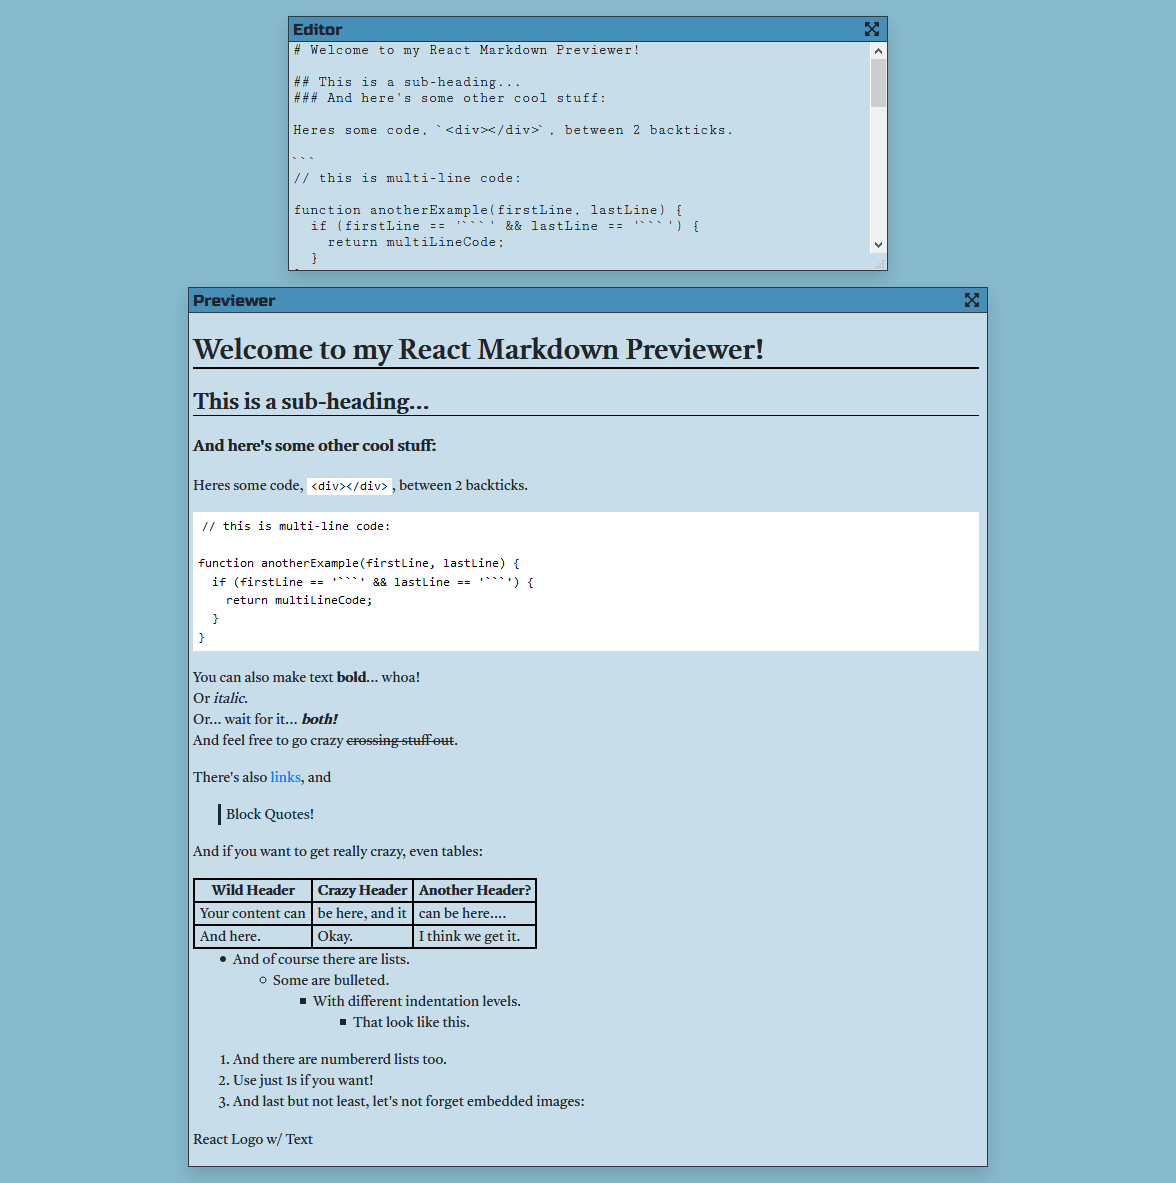 Editor
# Welcome to my React Markdown Previewer!
## This is a sub-heading...
### And here's some other cool stuff:
Heres some code, `<div></div>`, between 2 backticks.
```
// this is multi-line code:
function anotherExample(firstLine, lastLine) {
  if (firstLine == '```' && lastLine == '```') {
    return multiLineCode;
  }
Previewer
Welcome to my React Markdown Previewer!
This is a sub-heading...
And here's some other cool stuff:
Heres some code, <div></div>, between 2 backticks.
// this is multi-line code:
function anotherExample(firstLine, lastLine) {
  if (firstLine == '```' && lastLine == '```') {
    return multiLineCode;
  }
}
You can also make text bold... whoa!
Or italic.
Or... wait for it... both!
And feel free to go crazy crossing stuff out.
There's also links, and
Block Quotes!
And if you want to get really crazy, even tables:
Wild Header Crazy Header Another Header?
Your content can be here, and it can be here....
And here. Okay. I think we get it.
And of course there are lists.
Some are bulleted.
With different indentation levels.
That look like this.
1. And there are numbererd lists too.
2. Use just 1s if you want!
3. And last but not least, let's not forget embedded images:
React Logo w/ Text